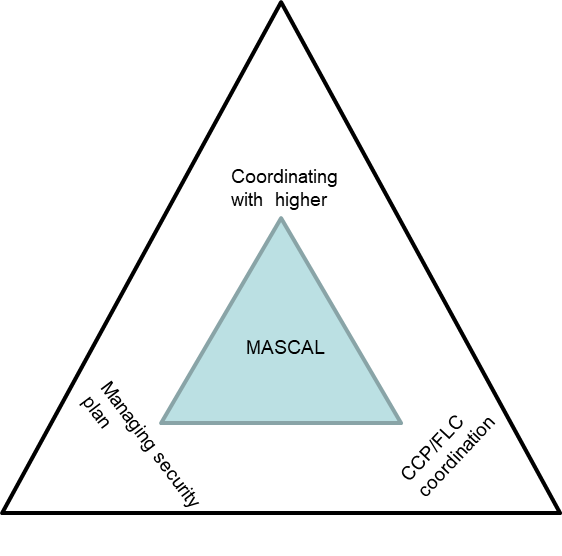 Coordinating
with higher
MASCAL
Managing security
plan
CCP/FLC
coordination